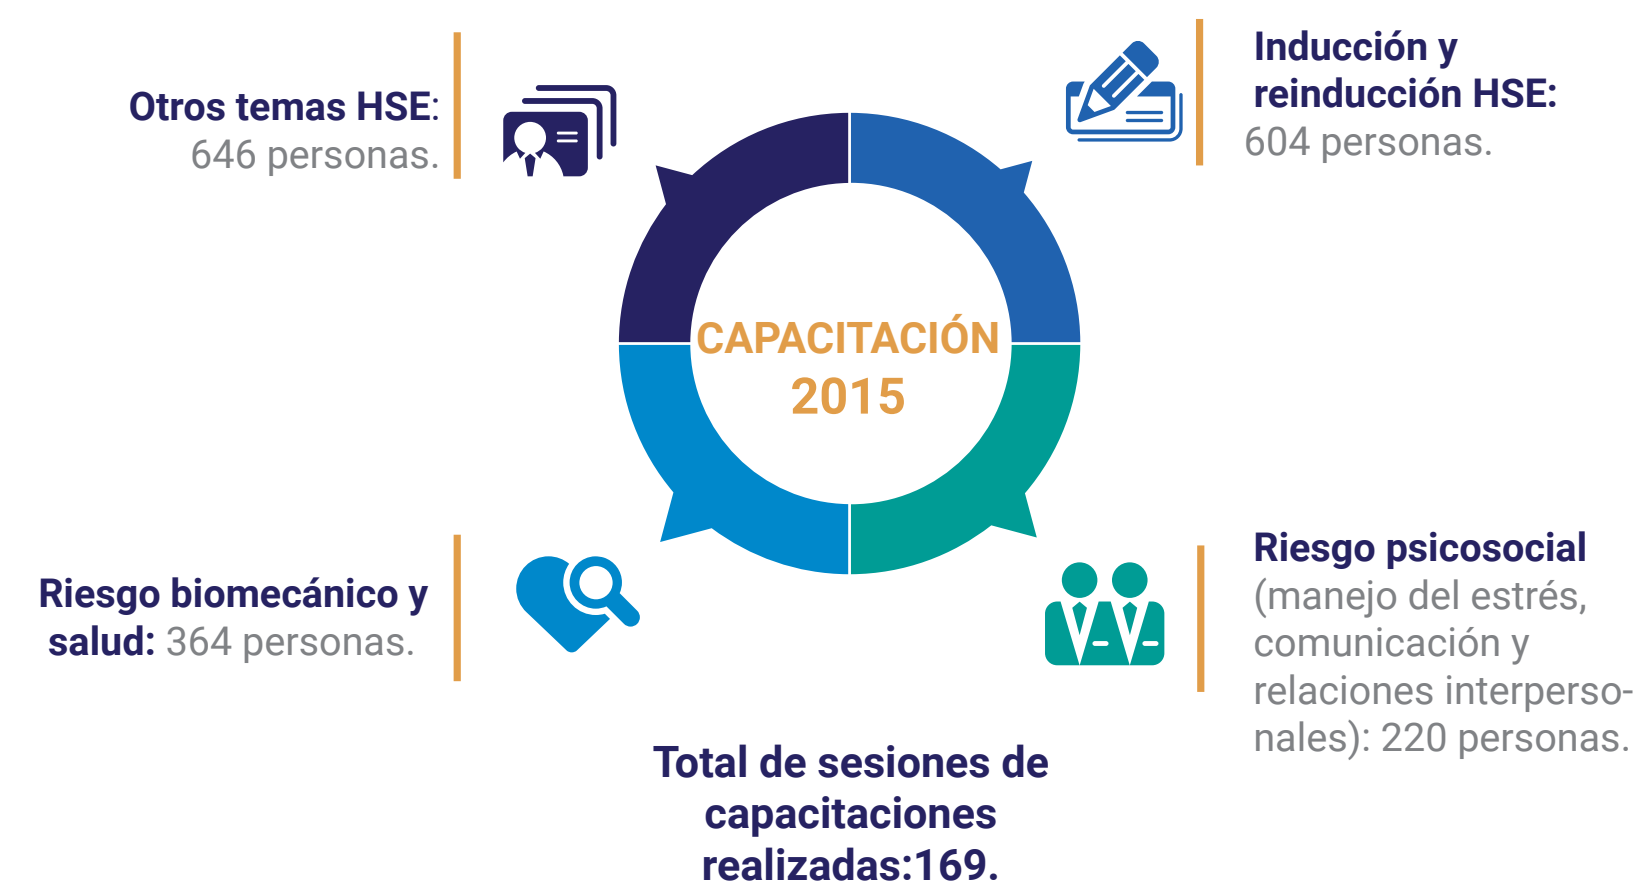 Otros temas HSE:
646 personas.
Inducción y
reinducción HSE:
604 personas.
CAPACITACIÓN
2015
Riesgo biomecánico y
salud: 364 personas.
Riesgo psicosocial
(manejo del estrés,
comunicación y
relaciones interperso-
nales): 220 personas.
Total de sesiones de
capacitaciones
realizadas:169.